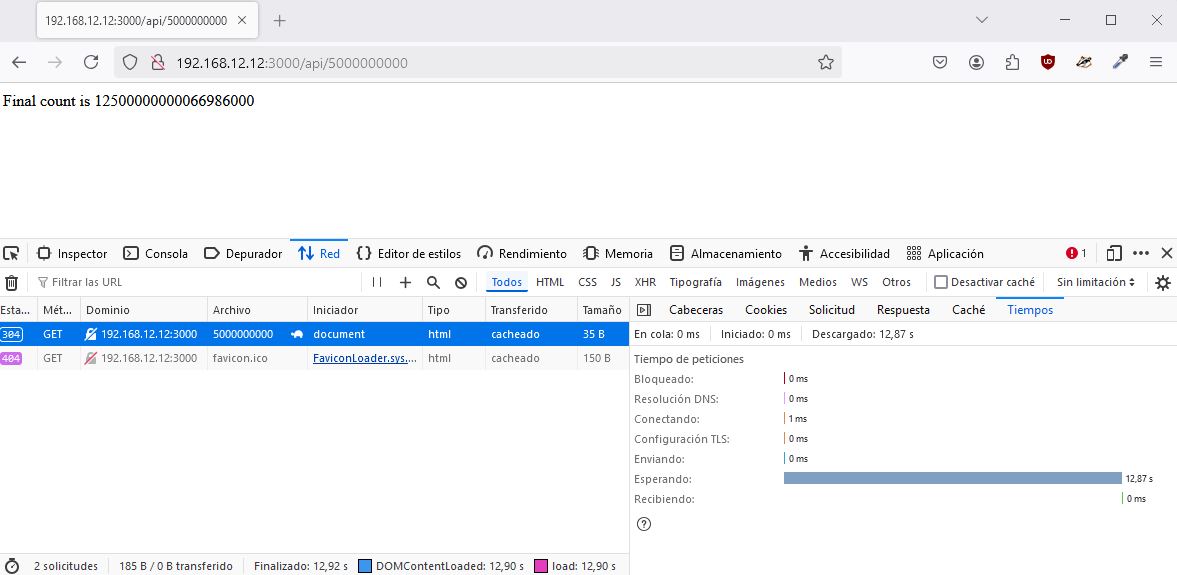 192.168.12.12:3000/api/5000000000
192.168.12.12:3000/api/5000000000
Final count is 12500000000066986000
Inspector Consola Depurador Red Editor de estilos Rendimiento Memoria Almacenamiento Accesibilidad Aplicación 1
Filtrar las URL Todos HTML CSS JS XHR Tipografía Imágenes Medios WS Otros Desactivar caché Sin limitación
Esta... Mét... Dominio Archivo Iniciador Tipo Transferido Tamaño
304 GET 192.168.12.12:3000 5000000000 document html cacheado 35 B
404 GET 192.168.12.12:3000 favicon.ico FaviconLoader.sys.... html cacheado 150 B
Cabeceras Cookies Solicitud Respuesta Caché Tiempos
En cola: 0 ms Iniciado: 0 ms Descargado: 12,87 s
Tiempo de peticiones
Bloqueado: 0 ms
Resolución DNS: 0 ms
Conectando: 1 ms
Configuración TLS: 0 ms
Enviando: 0 ms
Esperando: 12,87 s
Recibiendo: 0 ms
2 solicitudes 185 B / 0 B transferido Finalizado: 12,92 s DOMContentLoaded: 12,90 s load: 12,90 s